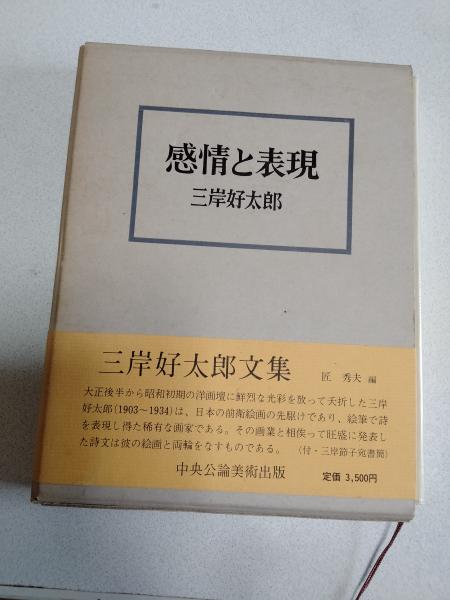 感情と表現
三岸好太郎
三岸好太郎文集
匠 秀夫 編
大正後半から昭和初期の洋画壇に鮮烈な光彩を放って夭折した三岸
好太郎(1903〜1934)は、日本の前衛絵画の先駆けであり、絵筆で詩
を表現し得た稀有な画家である。その画業と相俟って旺盛に発表し
た詩文は彼の絵画と両輪をなすものである。 (付・三岸節子宛書簡)
中央公論美術出版
定価 3,500円